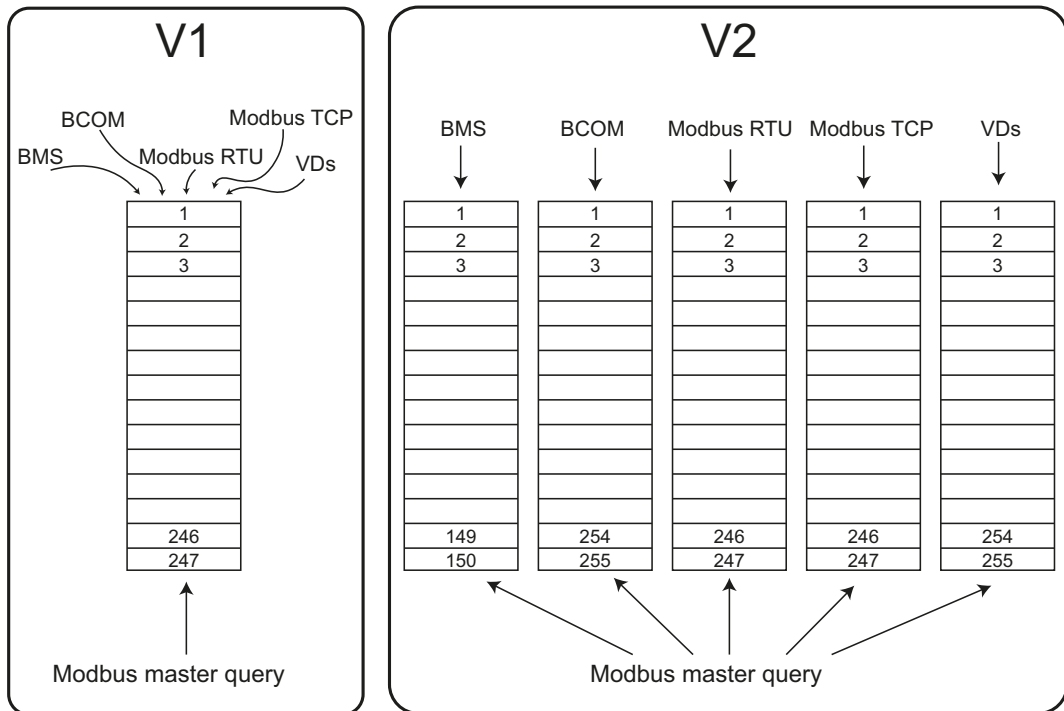 V1
BCOM
Modbus TCP
BMS
Modbus RTU
VDs
1
2
3
246
247
Modbus master query
V2
BMS
BCOM
Modbus RTU
Modbus TCP
VDs
1 1 1 1 1
2 2 2 2 2
3 3 3 3 3
149 254 246 246 254
150 255 247 247 255
Modbus master query